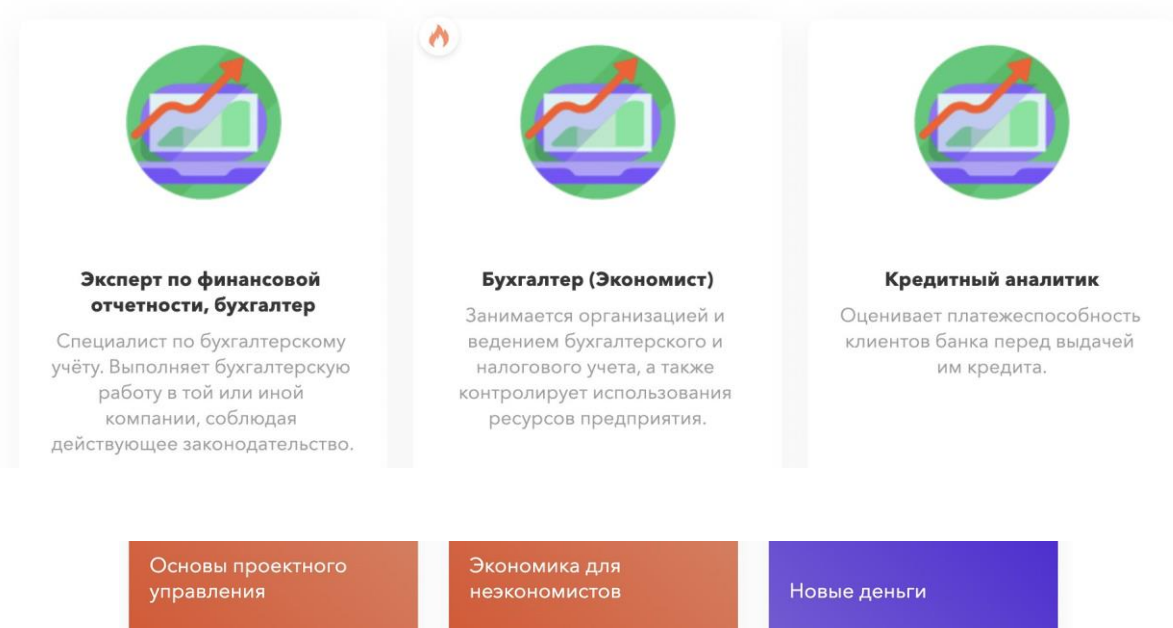 Эксперт по финансовой
отчетности, бухгалтер
Специалист по бухгалтерскому
учёту. Выполняет бухгалтерскую
работу в той или иной
компании, соблюдая
действующее законодательство.
Бухгалтер (Экономист)
Занимается организацией и
ведением бухгалтерского и
налогового учета, а также
контролирует использования
ресурсов предприятия.
Кредитный аналитик
Оценивает платежеспособность
клиентов банка перед выдачей
им кредита.
Основы проектного
управления
Экономика для
неэкономистов
Новые деньги